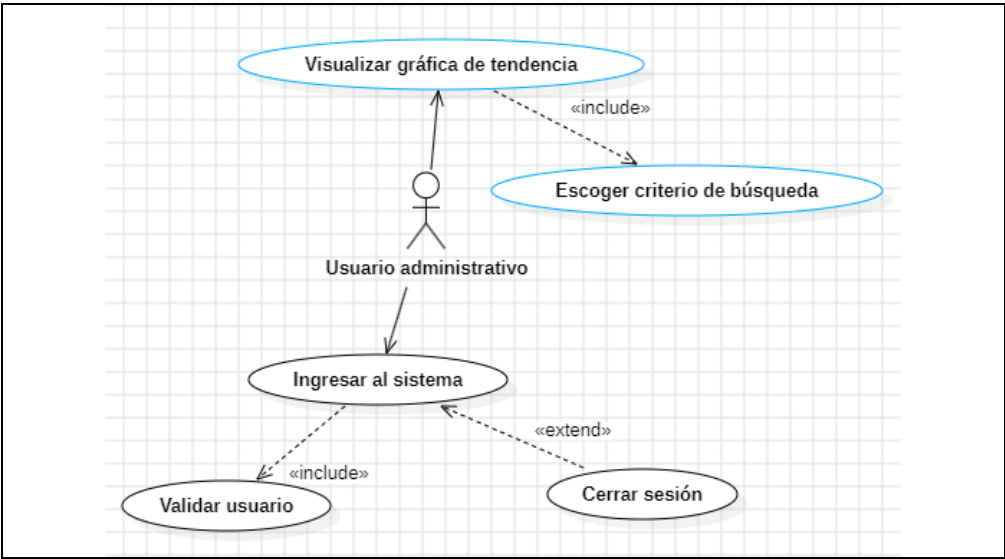 Visualizar gráfica de tendencia
«include»
Escoger criterio de búsqueda
Usuario administrativo
Ingresar al sistema
«extend»
«include»
Cerrar sesión
Validar usuario